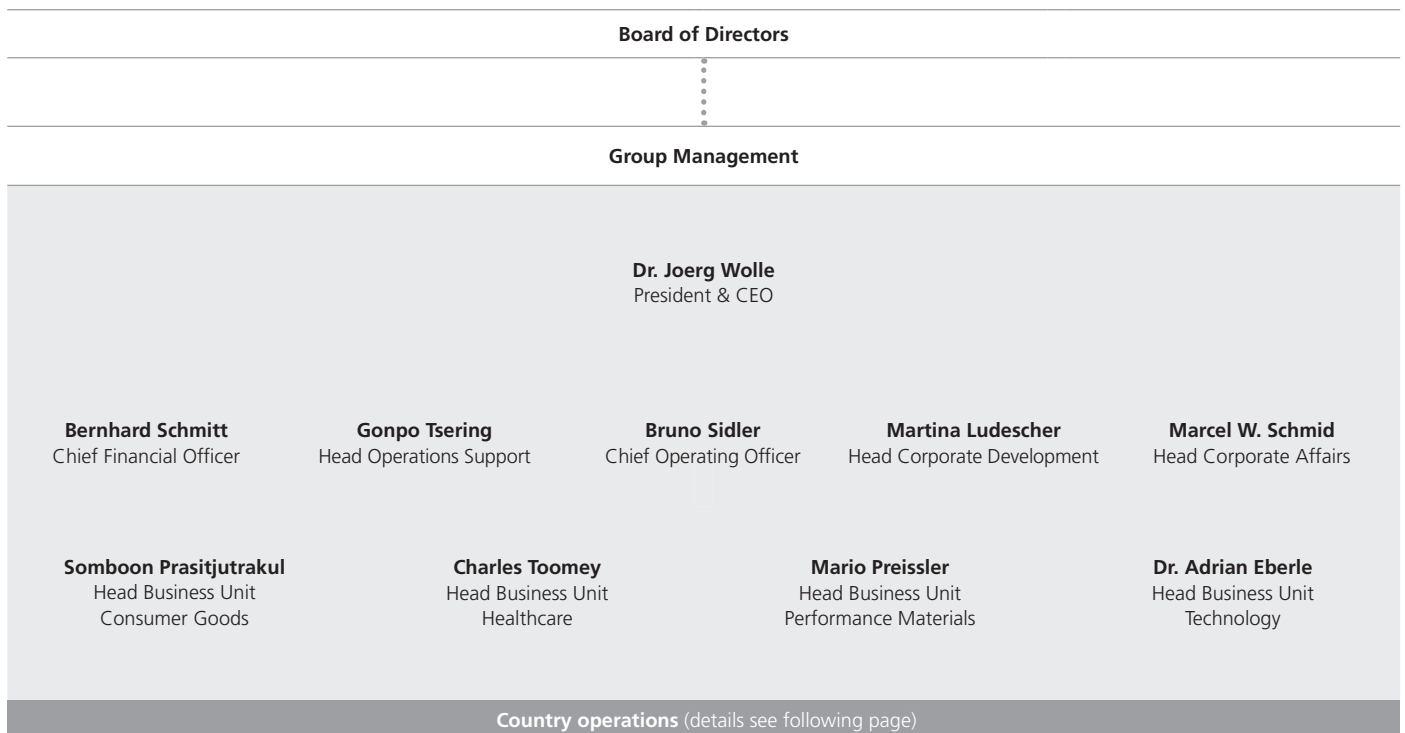 Board of Directors
Group Management
Dr. Joerg Wolle
President & CEO
Bernhard Schmitt
Chief Financial Officer
Gonpo Tsering
Head Operations Support
Bruno Sidler
Chief Operating Officer
Martina Ludescher
Head Corporate Development
Marcel W. Schmid
Head Corporate Affairs
Somboon Prasitjutrakul
Head Business Unit
Consumer Goods
Charles Toomey
Head Business Unit
Healthcare
Mario Preissler
Head Business Unit
Performance Materials
Dr. Adrian Eberle
Head Business Unit
Technology
Country operations (details see following page)